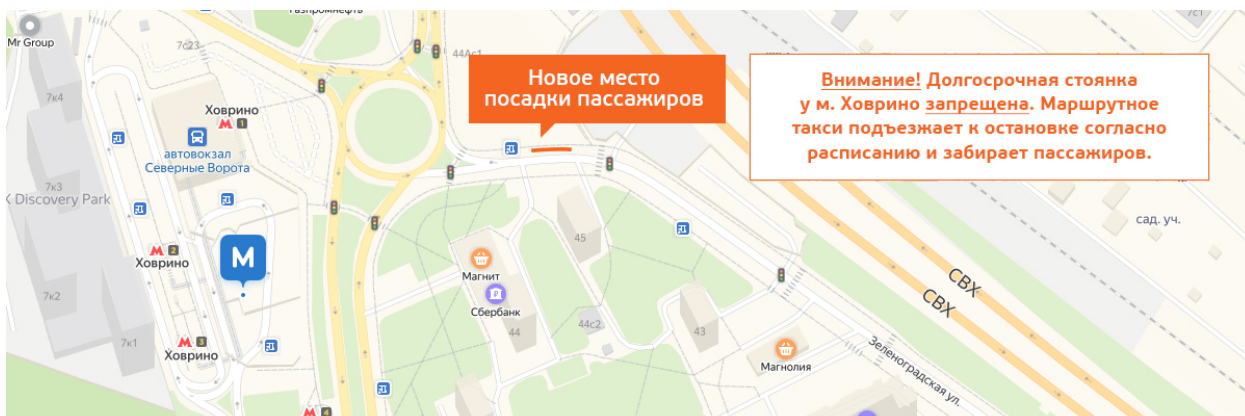 Газпромнефть
7с1
Mr Group
7с23
44Ас1
Новое место
посадки пассажиров
Внимание! Долгосрочная стоянка
у м. Ховрино запрещена. Маршрутное
такси подъезжает к остановке согласно
расписанию и забирает пассажиров.
7к4
Ховрино
1
автовокзал
Северные Ворота
7к3
Discovery Park
сад. уч.
45
2
Ховрино
М
Магнит
Сбербанк
7к2
44
44с2
43
СВХ
СВХ
7к1
3
Ховрино
Магнолия
Зеленоградская ул.
4